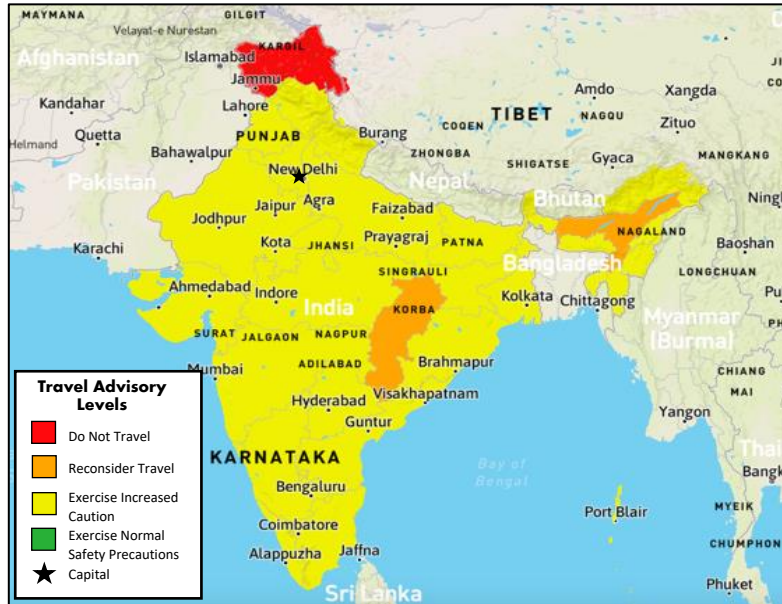 MAYMANA
GILGIT
Velayat-e Nurestan
KARGIL
Afghanistan
Islamabad
Jammu
Kandahar
Lahore
Amdo
Xangda
TIBET
NAGQU
COQEN
Zituo
Helmand
Quetta
PUNJAB
Burang
Bahawalpur
ZHONGBA
Gyaca
MANGKANG
SHIGATSE
New Delhi
Pakistan
Nepal
Bhutan
Agra
Jaipur
Faizabad
Jodhpur
NAGALAND
Kota
JHANSI
Prayagraj
PATNA
Baoshan
Karachi
Bangladesh
SINGRAULI
LONGCHUAN
Ahmedabad
Indore
India
KORBA
Kolkata
Chittagong
Myanmar
(Burma)
SURAT
JALGAON
NAGPUR
ADILABAD
Brahmapur
CHIANG
MAI
Mumbai
Hyderabad
Visakhapatnam
Guntur
Yangon
KARNATAKA
Bay of
Bengal
Bengaluru
Port Blair
MYEIK
Coimbatore
CHUMPHON
Alappuzha
Jaffna
Sri Lanka
Phuket
Travel Advisory
Levels
Do Not Travel
Reconsider Travel
Exercise Increased
Caution
Exercise Normal
Safety Precautions
Capital